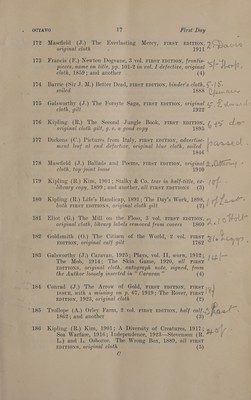 OCTAVO 17 First Day
172 Masefield (J.) The Everlasting Mercy, FIRST EDITION,
original cloth 1911
173 Francis (F.) Newton Dogvane, 3 vol. FIRST EDITION, frontis-
pieces, name on title, pp. 101-2 in vol. I defective, original
cloth, 1859; and another (4)
174 Barrie (Sir J. M.) Better Dead, FIRST EDITION, binder's cloth,
soiled 1888
175 Galsworthy (J.) The Forsyte Saga, FIRST EDITION, original
cloth, gilt 1922
176 Kipling (R.) The Second Jungle Book, FIRST EDITION,
original cloth gilt, g. e. a good copy 1895
177 Dickens (C.) Pictures from Italy, FIRST EDITION, advertise-
ment leaf at end defective, original blue cloth, soiled
1846
178 Masefield (J.) Ballads and Poems, FIRST EDITION, original
cloth, top joint loose 1910
179 Kipling (R.) Kim, 1901; Stalky & Co. tear in half-title, ex-
library copy, 1899; and another, all FIRST EDITIONS (3)
180 Kipling (R.) Life's Handicap, 1891; The Day's Work, 1898,
both FIRST EDITIONS, original cloth gilt (2)
181 Eliot (G.) The Mill on the Floss, 3 vol. FIRST EDITION,
original cloth, library labels removed from covers 1860
182 Goldsmith (O.) The Citizen of the World, 2 vol. FIRST
EDITION, original calf gilt 1762
183 Galsworthy (J.) Caravan, 1925; Plays, vol. II, worn, 1912;
The Mob, 1914; The Skin Game, 1920, all FIRST
EDITIONS, original cloth, autograph note, signed, from
the Author loosely inserted in "Caravan" (4)
184 Conrad (J.) The Arrow of Gold, FIRST EDITION, FIRST
ISSUE, with A missing on p. 67, 1919; The Rover, FIRST
EDITION, 1923, original cloth (2)
185 Trollope (A.) Orley Farm, 2 vol. FIRST EDITION, half calf,
1862; and another (3)
186 Kipling (R.) Kim, 1901; A Diversity of Creatures, 1917;
Sea Warfare, 1916; Independence, 1923—Stevenson (R.
L.) and L. Osborne. The Wrong Box, 1889, all FIRST
EDITIONS, original cloth (5)
C